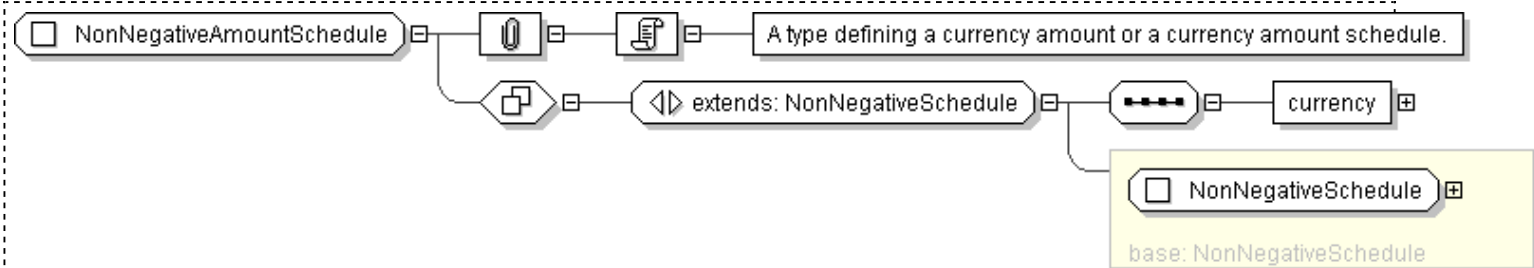 NonNegativeAmountSchedule
A type defining a currency amount or a currency amount schedule.
extends: NonNegativeSchedule
currency
NonNegativeSchedule
base: NonNegativeSchedule